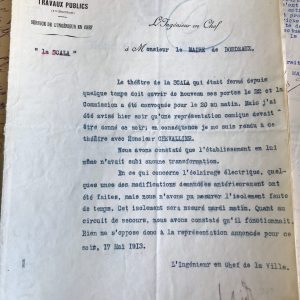 TRAVAUX PUBLICS
SERVICE DE L'INGÉNIEUR EN CHEF
L'Ingénieur en Chef
"La SCALA"
à Monsieur le MAIRE de BORDEAUX.
Le théâtre de la SCALA qui était fermé depuis
quelque temps doit ouvrir de nouveau ses portes le 22 et la
Commission a été convoquée pour le 20 au matin. Mais j'ai
été avisé hier soir qu'une représentation comique devait
être donné ce soir; en conséquence je me suis rendu à ce
théâtre avec Monsieur CHEVALLIER.
Nous avons constaté que l'établissement en lui
même n'avait subi aucune transformation.
En ce qui concerne l'éclairage électrique, quel-
ques unes des modifications demandées antérieurement ont
été faites, mais nous n'avons pu mesurer l'isolement faute
de temps. Cet isolement sera mesuré mardi matin. Quant au
circuit de secours, nous avons constaté qu'il fonctionnait.
Rien ne s'oppose donc à la représentation annoncée pour ce
soir, 17 Mai 1913.
L'Ingénieur en Chef de la Ville.